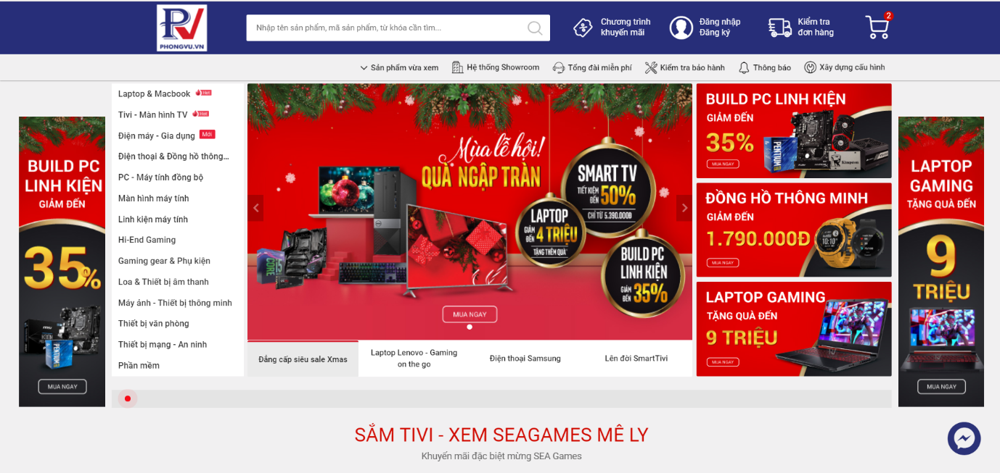 PV
PHONGVU.VN
Nhập tên sản phẩm, mã sản phẩm, từ khóa cần tìm...
Chương trình
khuyến mãi
Đăng nhập
Đăng ký
Kiểm tra
đơn hàng
2
Sản phẩm vừa xem
Hệ thống Showroom
Tổng đài miễn phí
Kiểm tra bảo hành
Thông báo
Xây dựng cấu hình
BUILD PC
LINH KIỆN
GIẢM ĐẾN
35%
MUA NGAY
Laptop & Macbook Hot
Tivi - Màn hình TV Hot
Điện máy - Gia dụng Mới
Điện thoại & Đồng hồ thông...
PC - Máy tính đồng bộ
Màn hình máy tính
Linh kiện máy tính
Hi-End Gaming
Gaming gear & Phụ kiện
Loa & Thiết bị âm thanh
Máy ảnh - Thiết bị thông minh
Thiết bị văn phòng
Thiết bị mạng - An ninh
Phần mềm
Mùa lễ hội!
QUÀ NGẬP TRÀN
SMART TV
TIẾT KIỆM
ĐẾN 50%
CHỈ TỪ 5.390.000Đ
LAPTOP
GIẢM
ĐẾN 4 TRIỆU
TẶNG THÊM QUÀ
BUILD PC
LINH KIỆN
GIẢM
ĐẾN 35%
CORE i5
MUA NGAY
Đẳng cấp siêu sale Xmas
Laptop Lenovo - Gaming
on the go
Điện thoại Samsung
Lên đời SmartTivi
BUILD PC LINH KIỆN
GIẢM ĐẾN
35%
MUA NGAY
PENTIUM
Kingston
ĐỒNG HỒ THÔNG MINH
GIẢM ĐẾN
1.790.000Đ
MUA NGAY
10:10
LAPTOP GAMING
TẶNG QUÀ ĐẾN
9 TRIỆU
MUA NGAY
LAPTOP
GAMING
TẶNG QUÀ ĐẾN
9
TRIỆU
MUA NGAY
SẮM TIVI - XEM SEAGAMES MÊ LY
Khuyến mãi đặc biệt mừng SEA Games